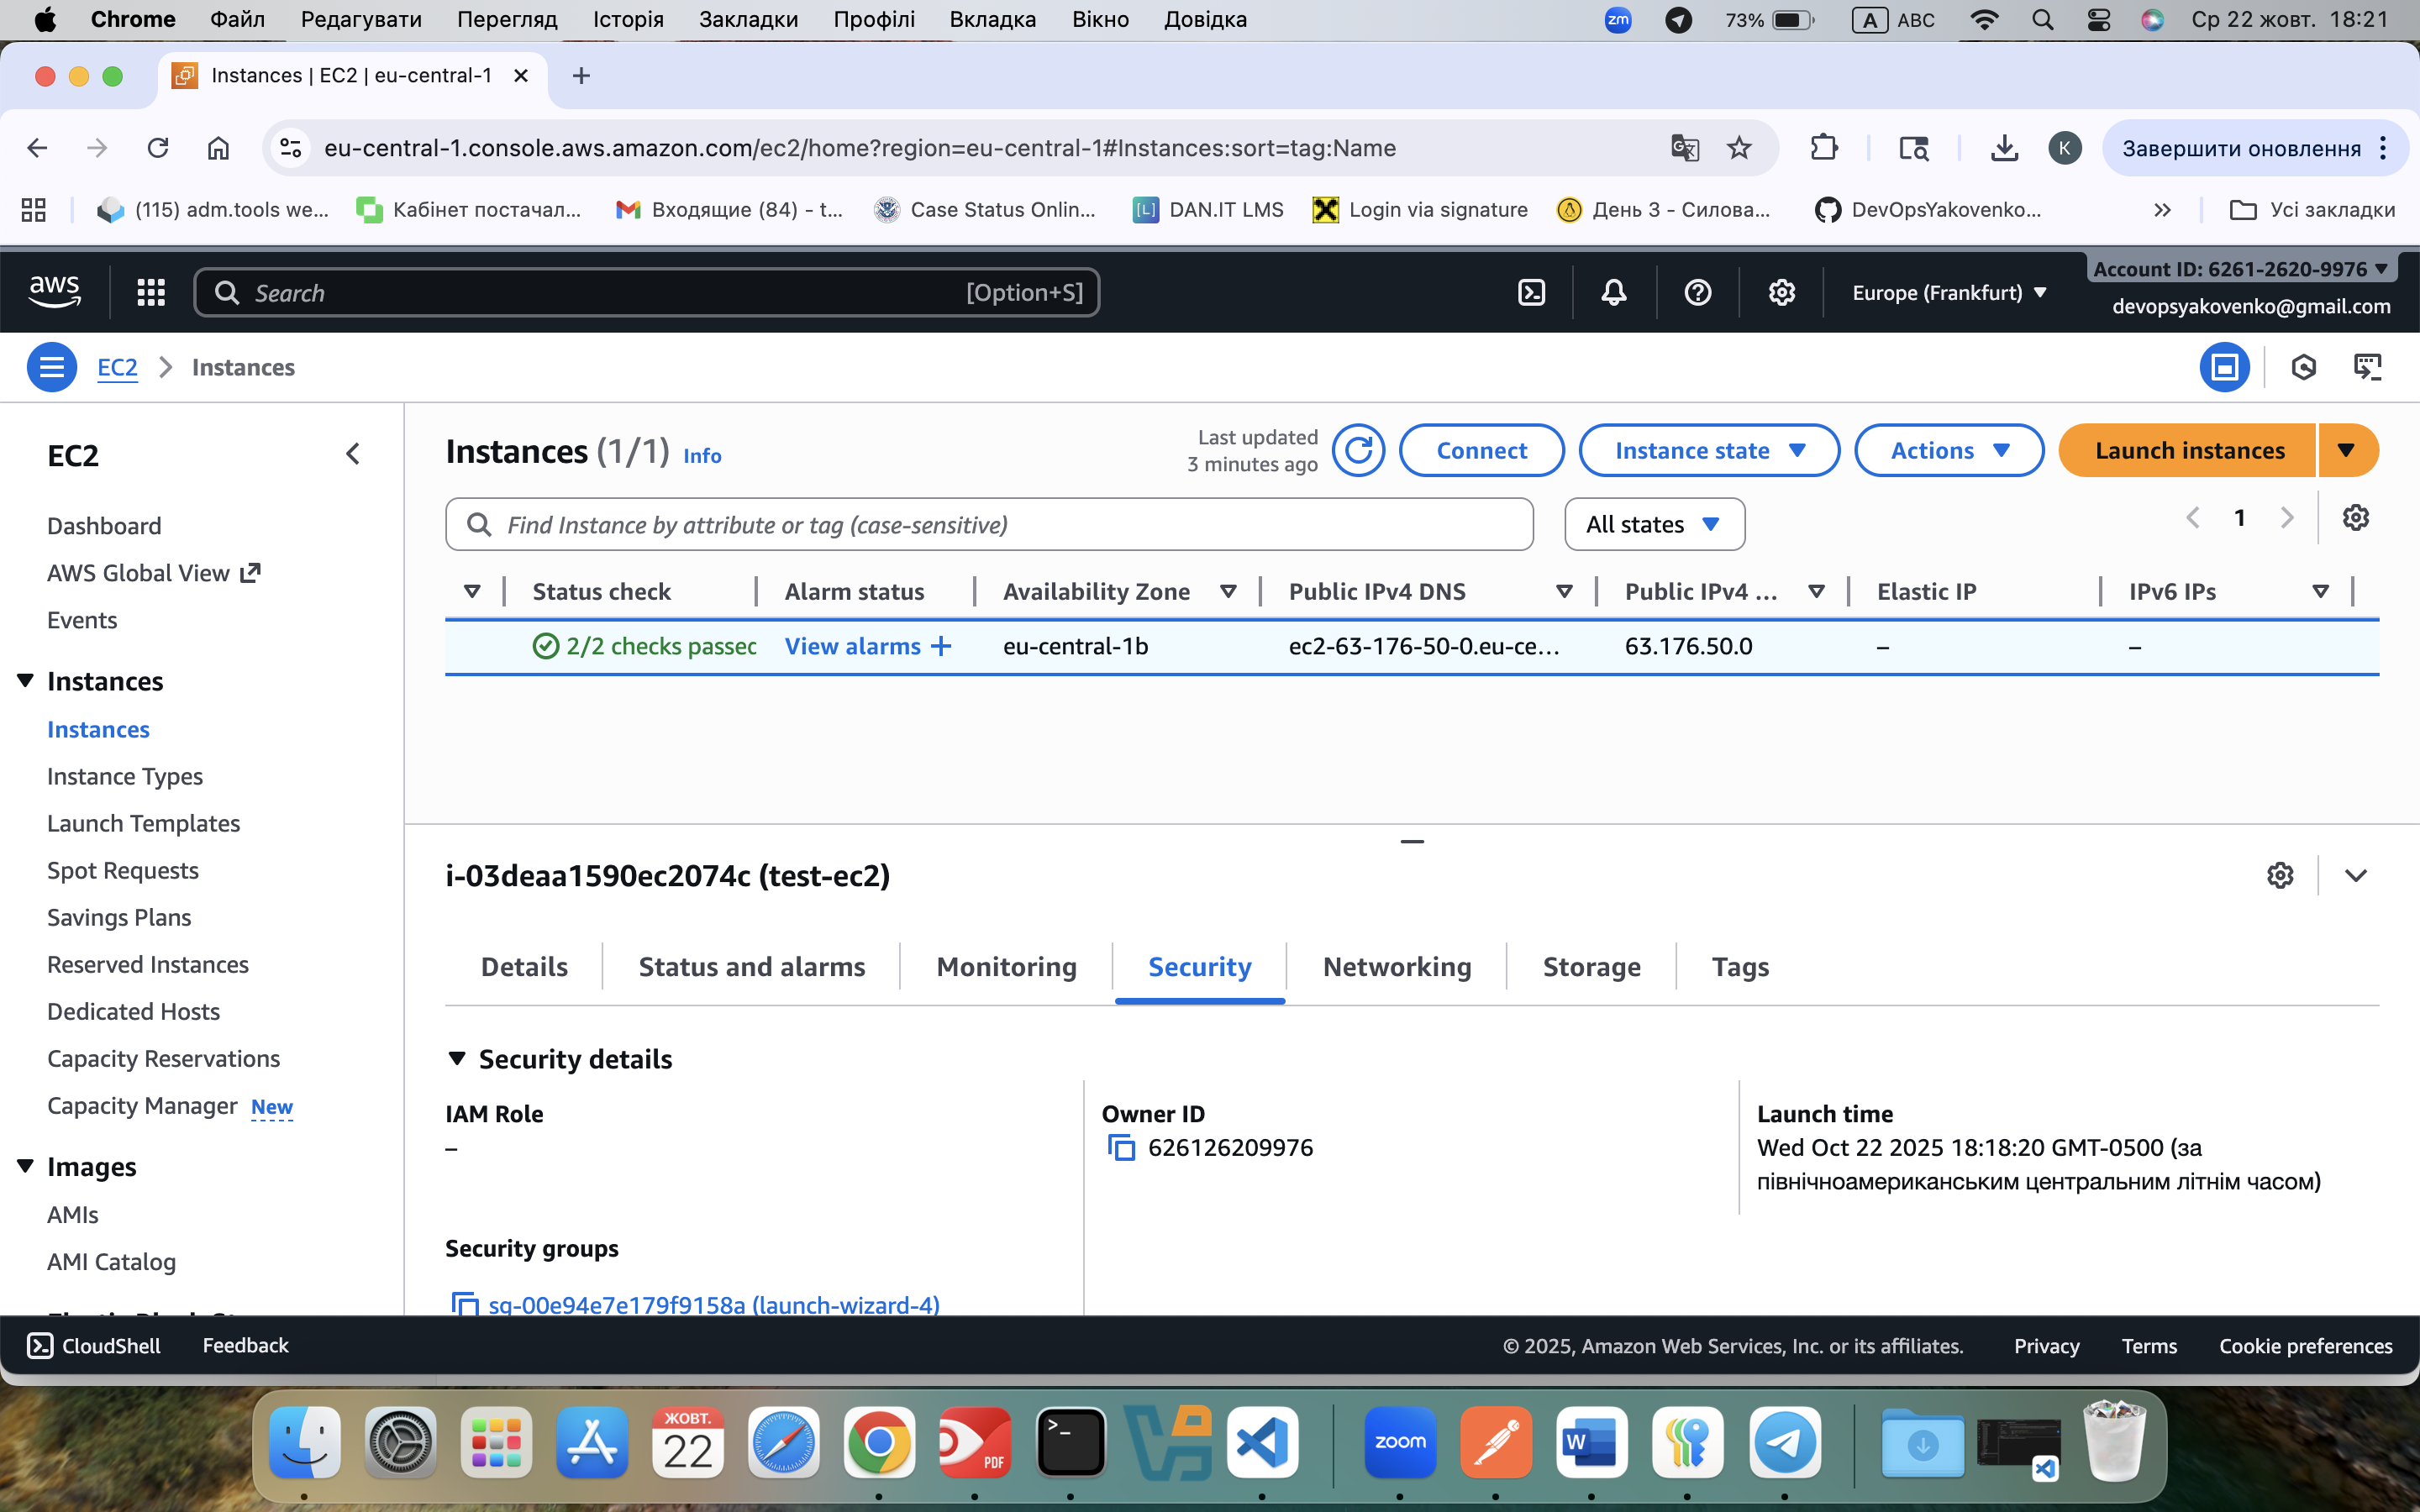 Chrome Файл Редагувати Перегляд Історія Закладки Профілі Вкладка Вікно Довідка zm 73% A ABC Ср 22 жовт. 18:21
Instances | EC2 | eu-central-1
eu-central-1.console.aws.amazon.com/ec2/home?region=eu-central-1#Instances:sort=tag:Name K Завершити оновлення
(115) adm.tools we... Кабінет постачал... Входящие (84) - t... Case Status Onlin... [L] DAN.IT LMS Login via signature День 3 - Силова... DevOpsYakovenko... Усі закладки
aws Search [Option+S] Europe (Frankfurt) Account ID: 6261-2620-9976
devopsyakovenko@gmail.com
EC2 Instances
EC2
Dashboard
AWS Global View
Events
Instances
Instances
Instance Types
Launch Templates
Spot Requests
Savings Plans
Reserved Instances
Dedicated Hosts
Capacity Reservations
Capacity Manager New
Images
AMIs
AMI Catalog
Instances (1/1) Info
Last updated
3 minutes ago
Connect Instance state Actions Launch instances
Find Instance by attribute or tag (case-sensitive) All states 1
Status check Alarm status Availability Zone Public IPv4 DNS Public IPv4 ... Elastic IP IPv6 IPs
2/2 checks passec View alarms + eu-central-1b ec2-63-176-50-0.eu-ce... 63.176.50.0 – –
i-03deaa1590ec2074c (test-ec2)
Details Status and alarms Monitoring Security Networking Storage Tags
Security details
IAM Role
–
Owner ID
626126209976
Launch time
Wed Oct 22 2025 18:18:20 GMT-0500 (за
північноамериканським центральним літнім часом)
Security groups
sg-00e94e7e179f9158a (launch-wizard-4)
CloudShell Feedback © 2025, Amazon Web Services, Inc. or its affiliates. Privacy Terms Cookie preferences
ЖОВТ.
22
PDF
zoom
W